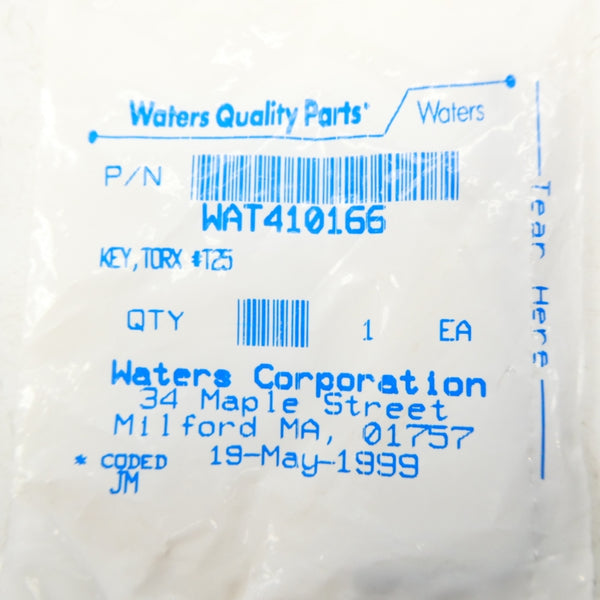 Waters Quality Parts
Waters
P/N
WAT410166
KEY, TORX #T25
QTY 1 EA
Waters Corporation
34 Maple Street
Milford MA, 01757
* CODED 19-May-1999
JM
Tear Here